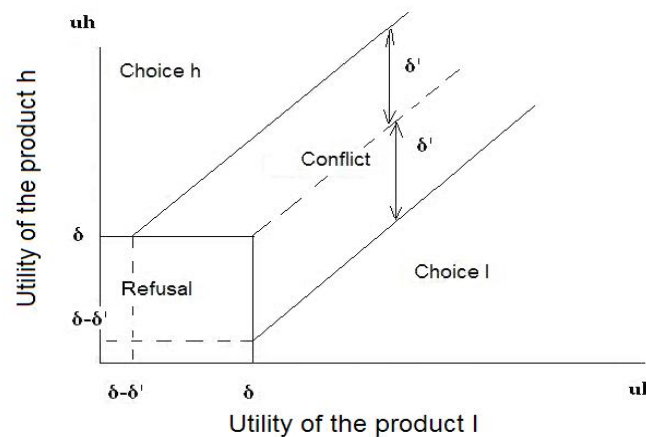 uh
Choice h
δ'
δ'
Conflict
Utility of the product h
δ
Refusal
Choice l
δ-δ'
δ-δ'
δ
ul
Utility of the product l